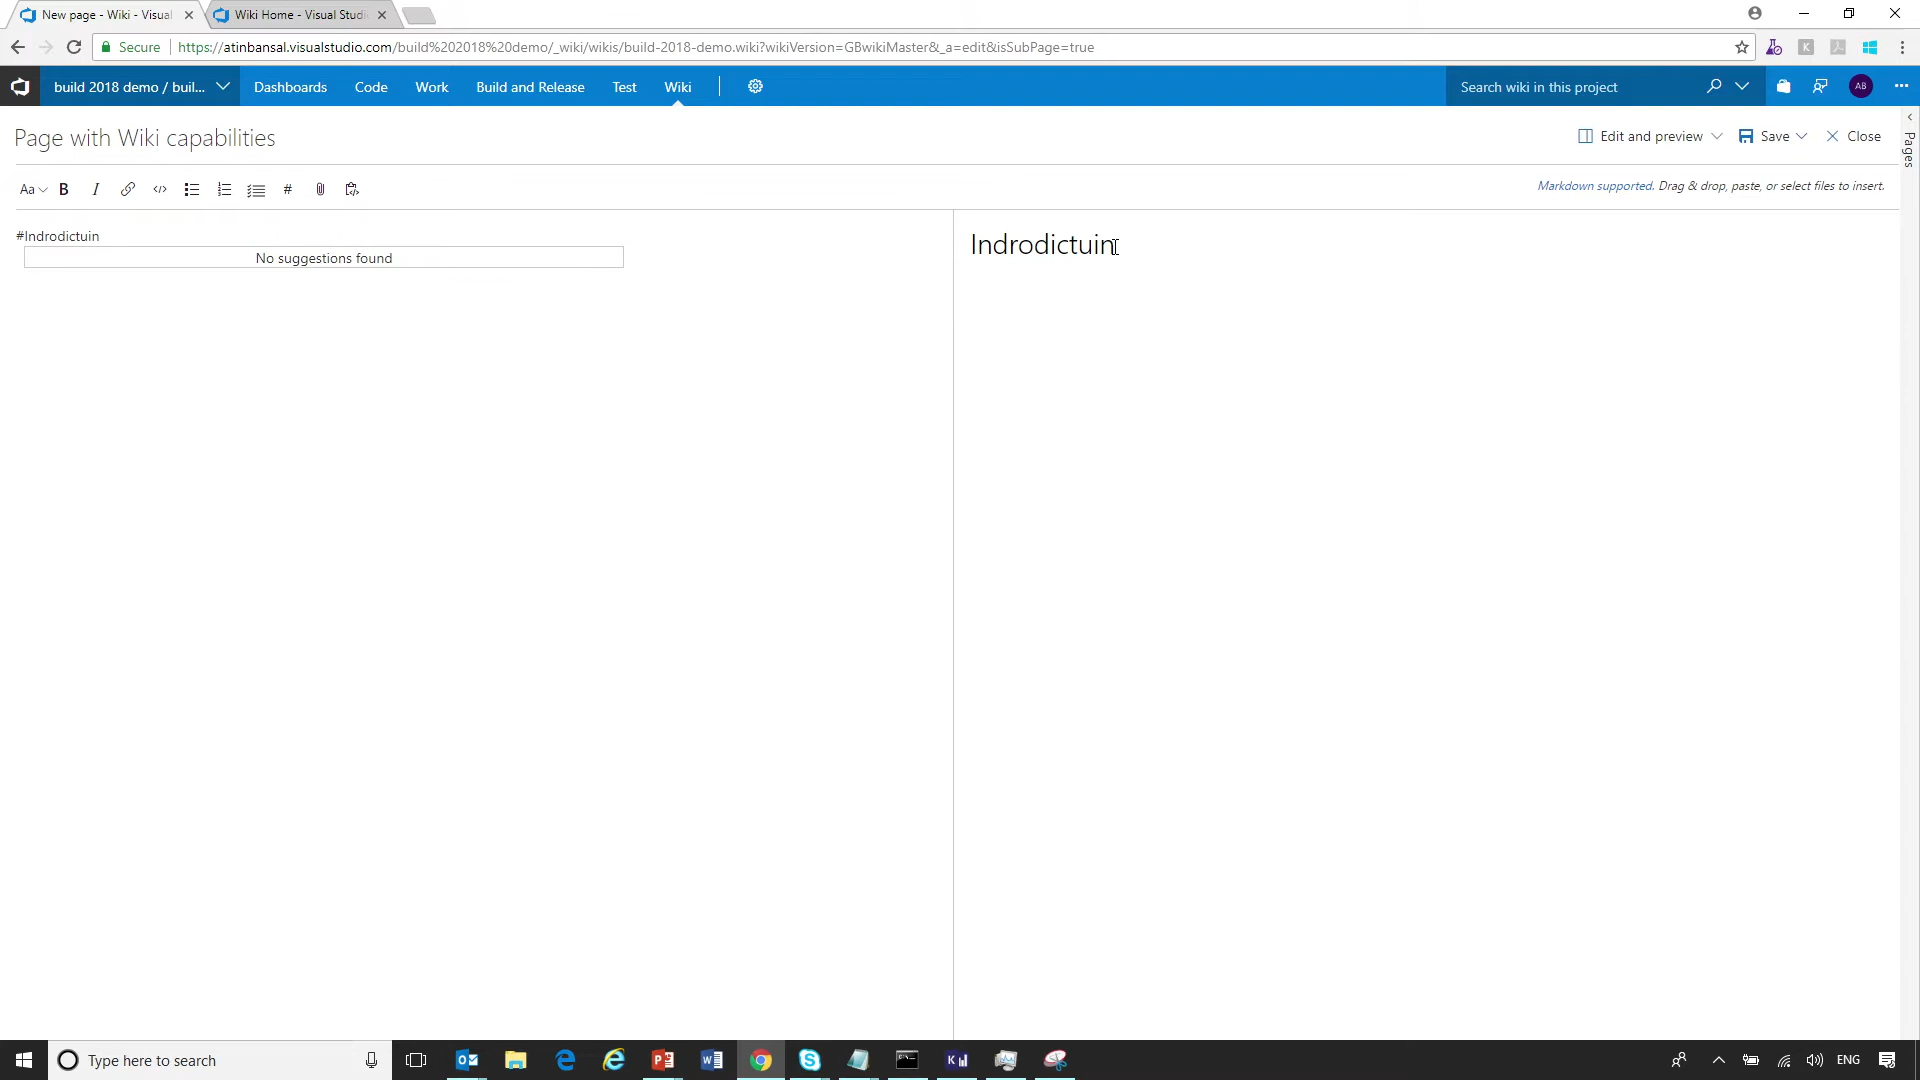 New page - Wiki - Visual
Wiki Home - Visual Studi
Secure
https://atinbansal.visualstudio.com/build%202018%20demo/_wiki/wikis/build-2018-demo.wiki?wikiVersion=GBwikiMaster&_a=edit&isSubPage=true
build 2018 demo / buil...
Dashboards
Code
Work
Build and Release
Test
Wiki
Search wiki in this project
AB
Page with Wiki capabilities
Edit and preview
Save
Close
Pages
Aa
B
I
#
Markdown supported. Drag & drop, paste, or select files to insert.
#Indrodictuin
No suggestions found
Indrodictuin
Type here to search
ENG